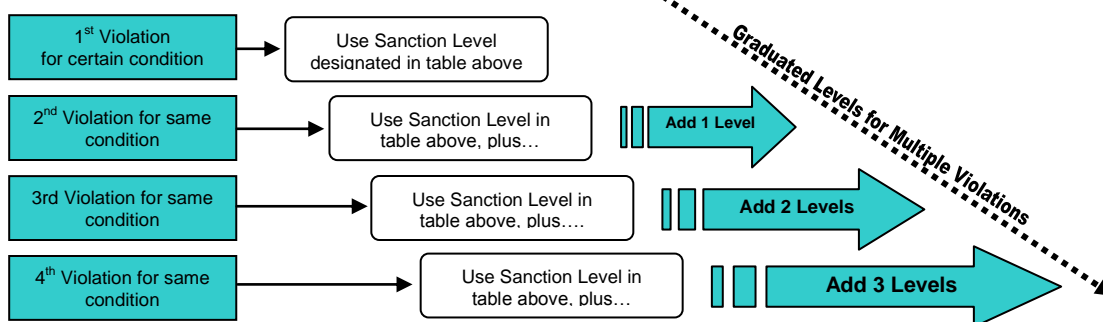 1st Violation
for certain condition
Use Sanction Level
designated in table above
Graduated Levels for Multiple Violations
2nd Violation for same
condition
Use Sanction Level in
table above, plus…
Add 1 Level
3rd Violation for same
condition
Use Sanction Level in
table above, plus….
Add 2 Levels
4th Violation for same
condition
Use Sanction Level in
table above, plus…
Add 3 Levels